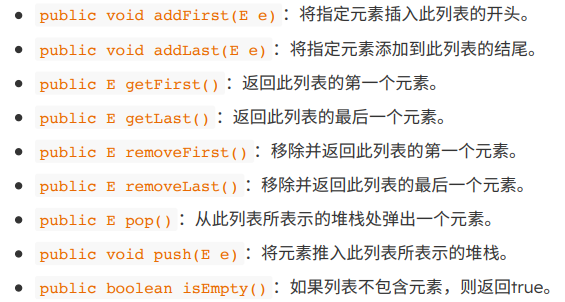 public void addFirst(E e)：将指定元素插入此列表的开头。
public void addLast(E e)：将指定元素添加到此列表的结尾。
public E getFirst()：返回此列表的第一个元素。
public E getLast()：返回此列表的最后一个元素。
public E removeFirst()：移除并返回此列表的第一个元素。
public E removeLast()：移除并返回此列表的最后一个元素。
public E pop()：从此列表所表示的堆栈处弹出一个元素。
public void push(E e)：将元素推入此列表所表示的堆栈。
public boolean isEmpty()：如果列表不包含元素，则返回true。